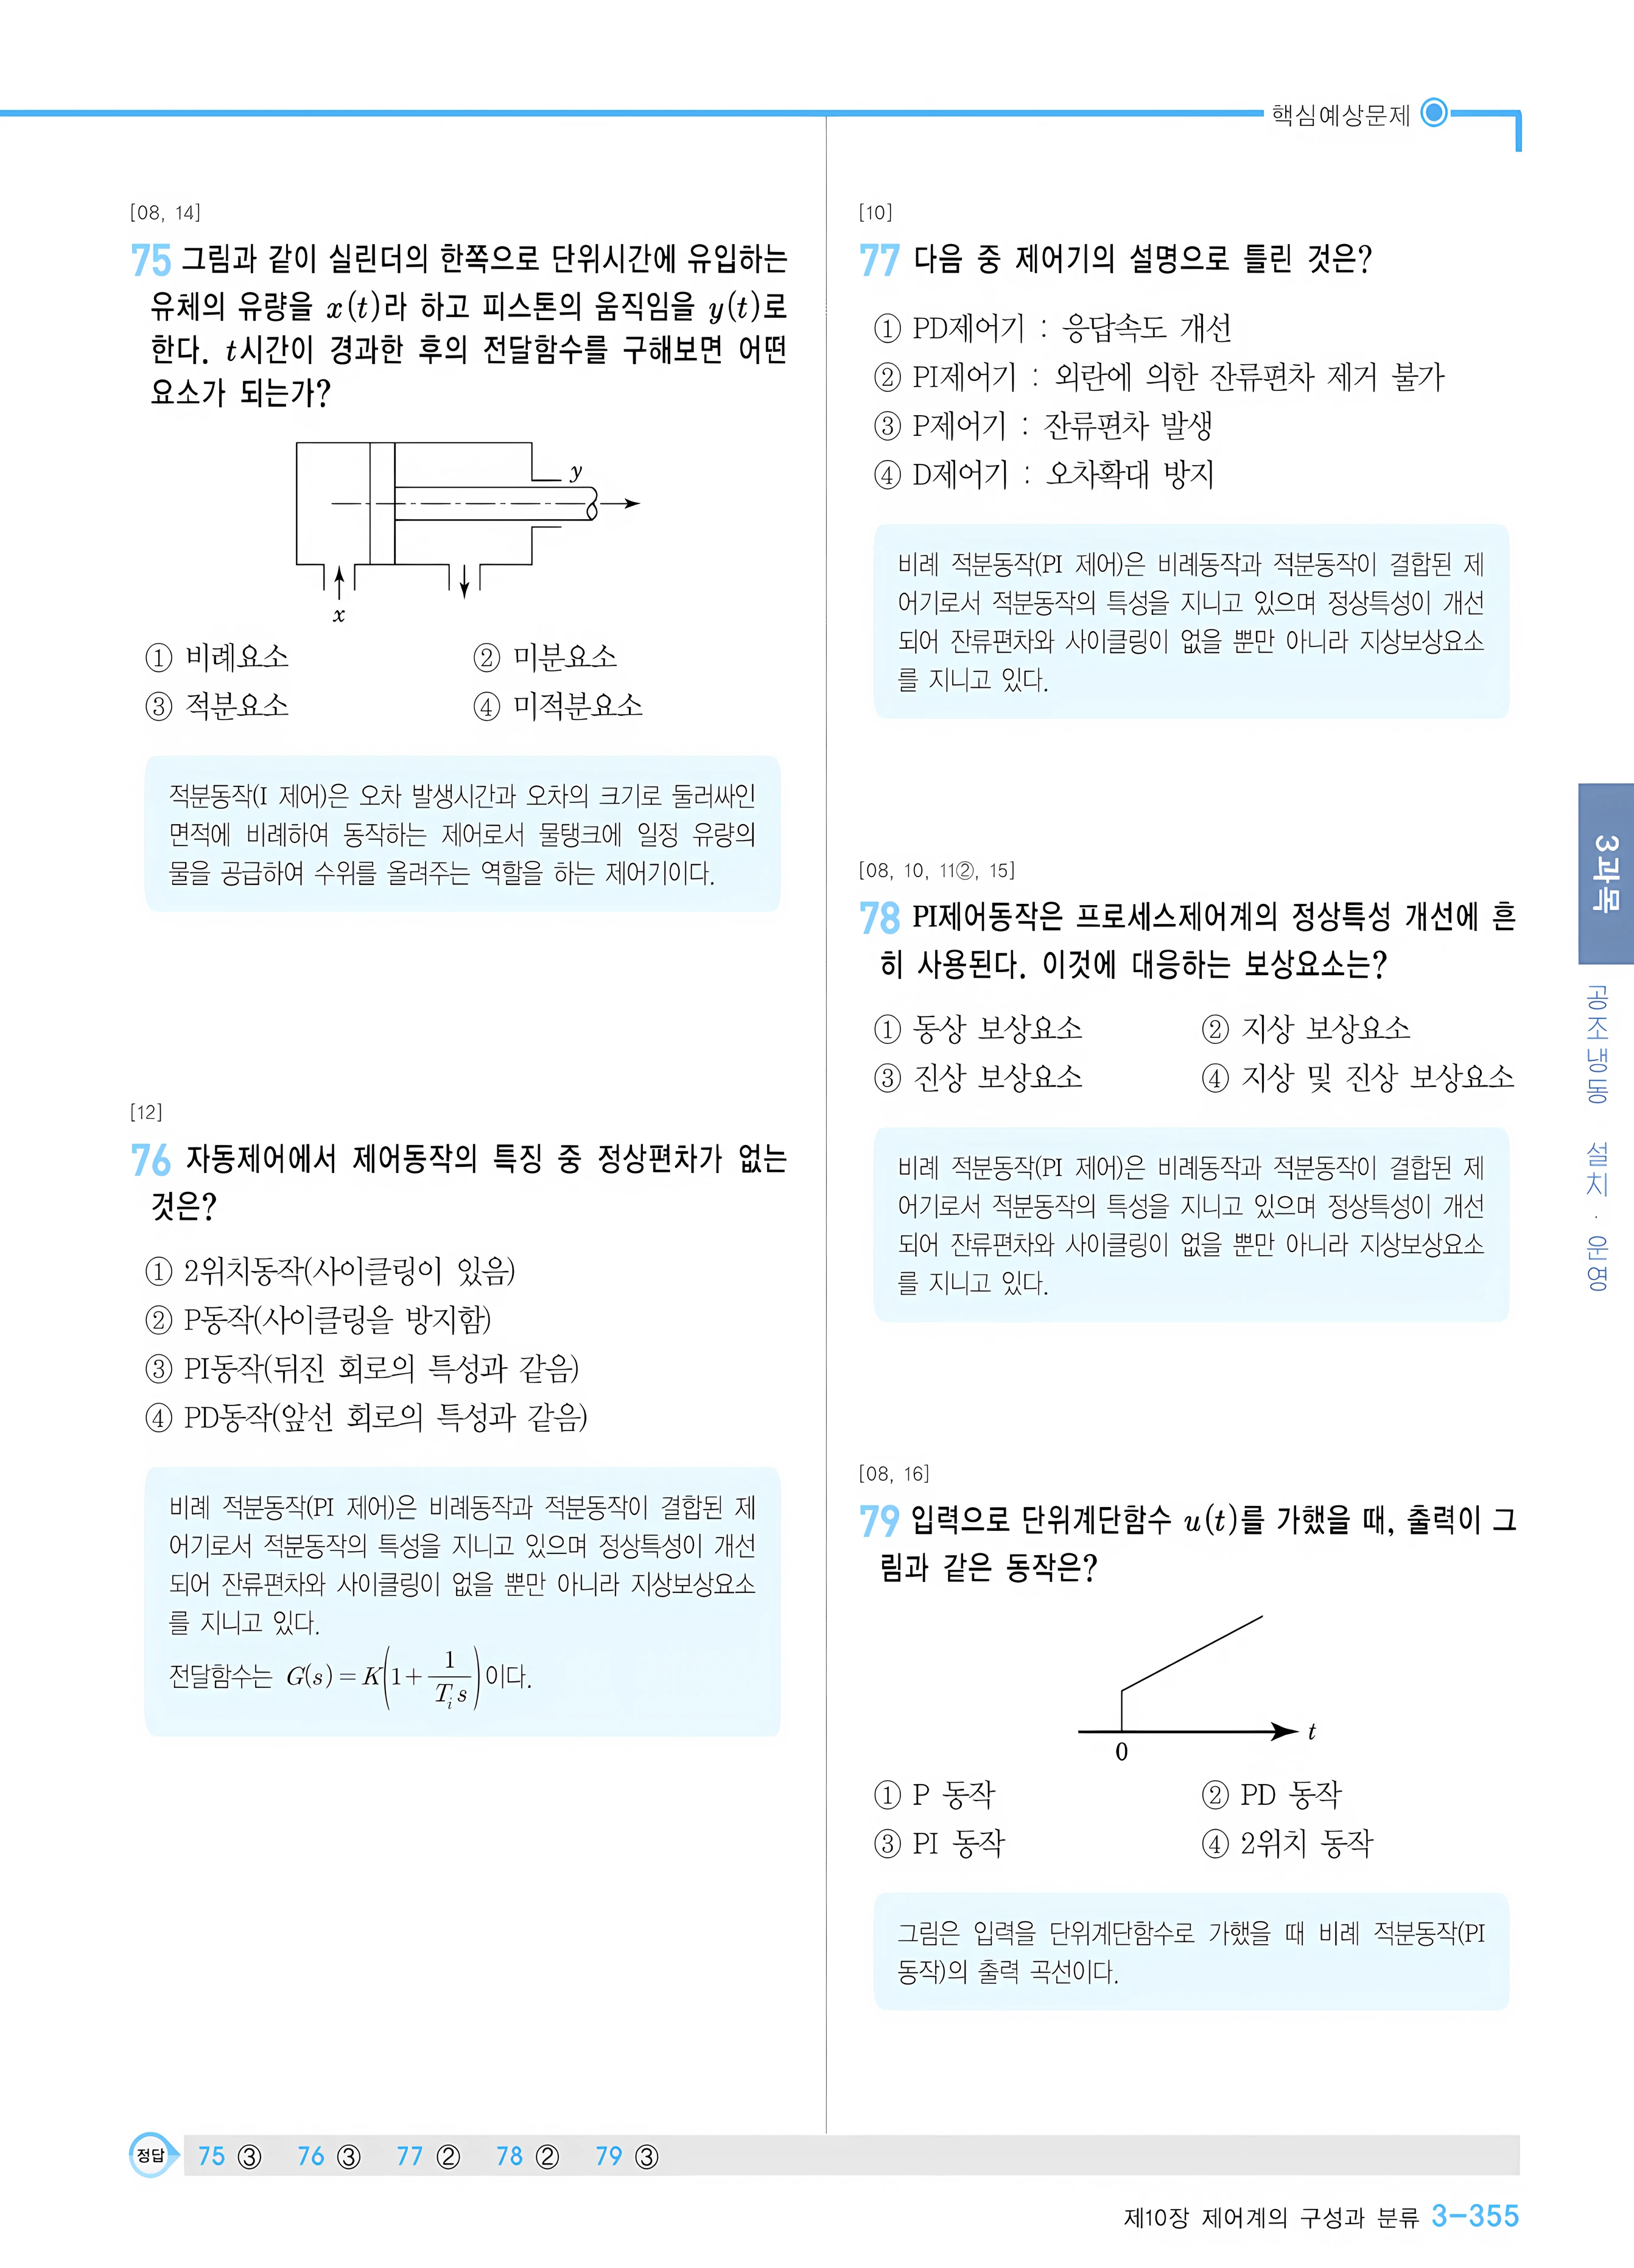 핵심예상문제
[08, 14]
75 그림과 같이 실린더의 한쪽으로 단위시간에 유입하는
유체의 유량을 x(t)라 하고 피스톤의 움직임을 y(t)로
한다. t시간이 경과한 후의 전달함수를 구해보면 어떤
요소가 되는가?
y
x
① 비례요소 ② 미분요소
③ 적분요소 ④ 미적분요소
적분동작(I 제어)은 오차 발생시간과 오차의 크기로 둘러싸인
면적에 비례하여 동작하는 제어로서 물탱크에 일정 유량의
물을 공급하여 수위를 올려주는 역할을 하는 제어기이다.
[12]
76 자동제어에서 제어동작의 특징 중 정상편차가 없는
것은?
① 2위치동작(사이클링이 있음)
② P동작(사이클링을 방지함)
③ PI동작(뒤진 회로의 특성과 같음)
④ PD동작(앞선 회로의 특성과 같음)
비례 적분동작(PI 제어)은 비례동작과 적분동작이 결합된 제
어기로서 적분동작의 특성을 지니고 있으며 정상특성이 개선
되어 잔류편차와 사이클링이 없을 뿐만 아니라 지상보상요소
를 지니고 있다.
전달함수는 G(s)=K(1+1/(T_i s))이다.
[10]
77 다음 중 제어기의 설명으로 틀린 것은?
① PD제어기 : 응답속도 개선
② PI제어기 : 외란에 의한 잔류편차 제거 불가
③ P제어기 : 잔류편차 발생
④ D제어기 : 오차확대 방지
비례 적분동작(PI 제어)은 비례동작과 적분동작이 결합된 제
어기로서 적분동작의 특성을 지니고 있으며 정상특성이 개선
되어 잔류편차와 사이클링이 없을 뿐만 아니라 지상보상요소
를 지니고 있다.
[08, 10, 11②, 15]
78 PI제어동작은 프로세스제어계의 정상특성 개선에 흔
히 사용된다. 이것에 대응하는 보상요소는?
① 동상 보상요소 ② 지상 보상요소
③ 진상 보상요소 ④ 지상 및 진상 보상요소
비례 적분동작(PI 제어)은 비례동작과 적분동작이 결합된 제
어기로서 적분동작의 특성을 지니고 있으며 정상특성이 개선
되어 잔류편차와 사이클링이 없을 뿐만 아니라 지상보상요소
를 지니고 있다.
[08, 16]
79 입력으로 단위계단함수 u(t)를 가했을 때, 출력이 그
림과 같은 동작은?
t
0
① P 동작 ② PD 동작
③ PI 동작 ④ 2위치 동작
그림은 입력을 단위계단함수로 가했을 때 비례 적분동작(PI
동작)의 출력 곡선이다.
3과목
공조냉동 설치·운영
정답 75 ③ 76 ③ 77 ② 78 ② 79 ③
제10장 제어계의 구성과 분류 3-355